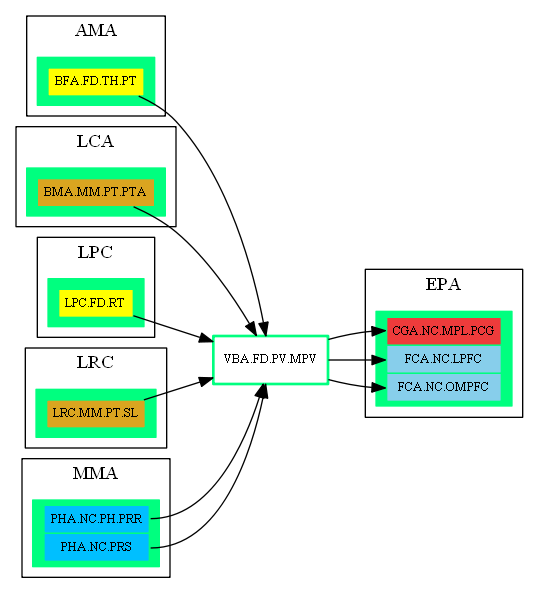 AMA
BFA.FD.TH.PT
LCA
BMA.MM.PT.PTA
LPC
LPC.FD.RT
LRC
LRC.MM.PT.SL
MMA
PHA.NC.PH.PRR
PHA.NC.PRS
VBA.FD.PV.MPV
EPA
CGA.NC.MPL.PCG
FCA.NC.LPFC
FCA.NC.OMPFC